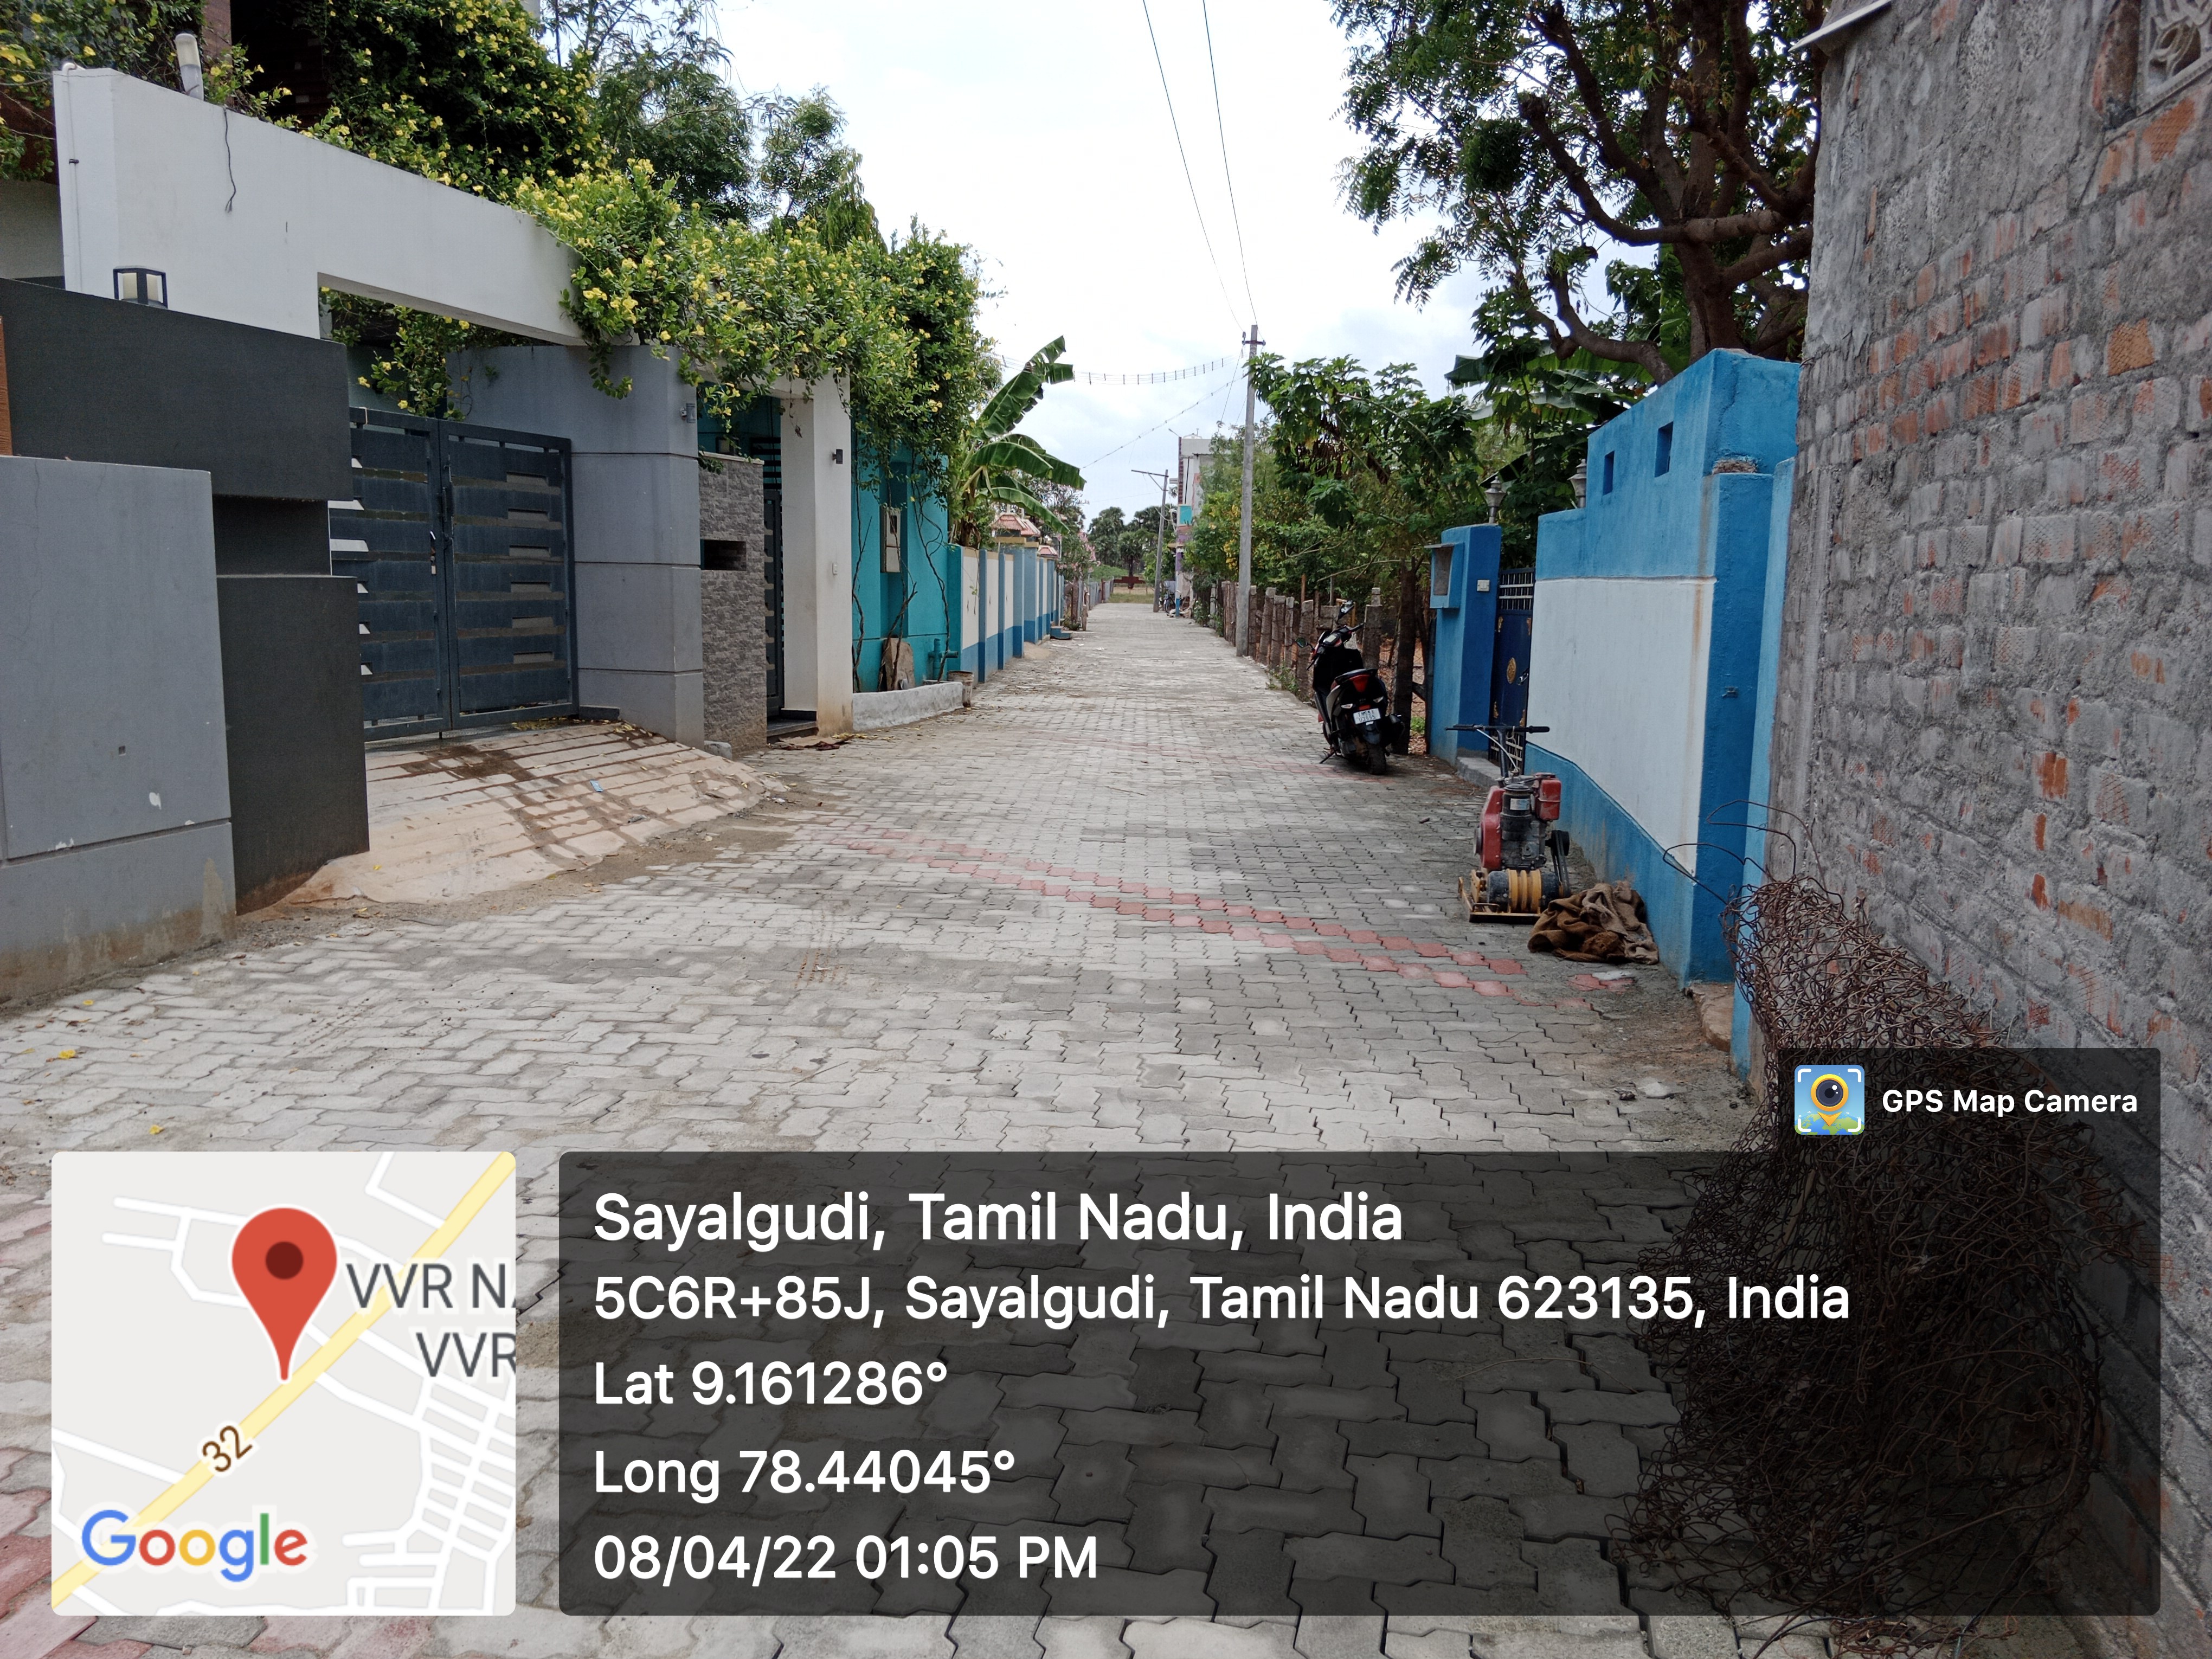 GPS Map Camera
VVR N
VVR
32
Google
Sayalgudi, Tamil Nadu, India
5C6R+85J, Sayalgudi, Tamil Nadu 623135, India
Lat 9.161286°
Long 78.44045°
08/04/22 01:05 PM